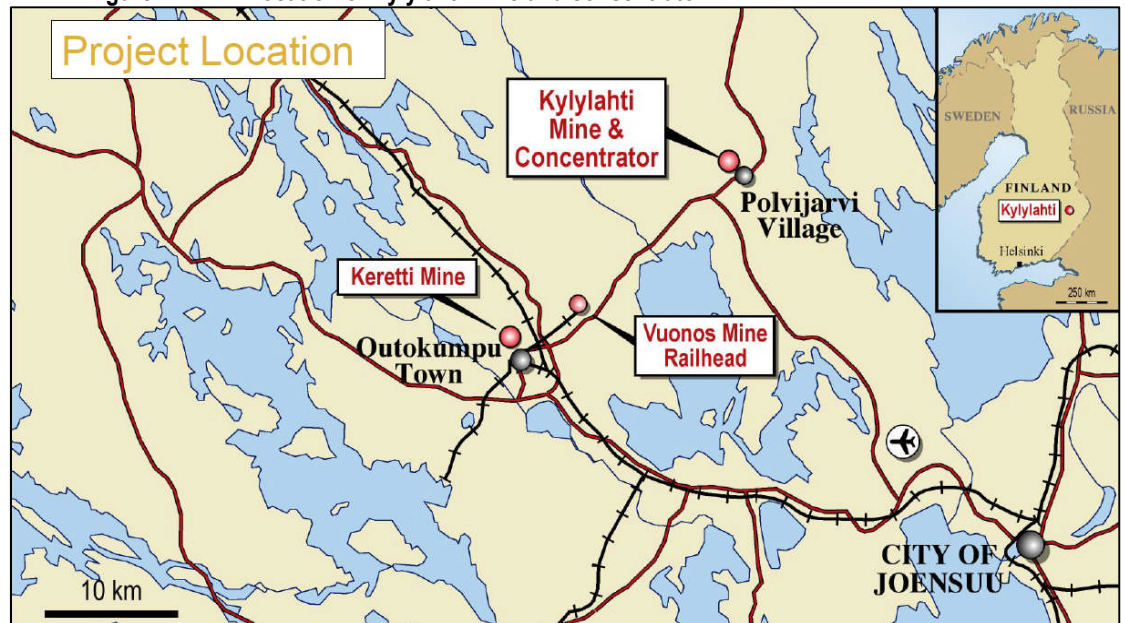 Project Location
Kylylahti
Mine &
Concentrator
Polvijarvi
Village
Keretti Mine
Outokumpu
Town
Vuonos Mine
Railhead
CITY OF
JOENSUU
10 km
SWEDEN
RUSSIA
FINLAND
Kylylahti
Helsinki
250 km